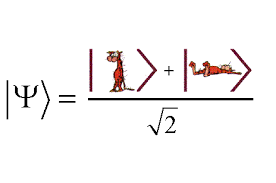 |Ψ⟩ = | ⟩ + | ⟩
√2